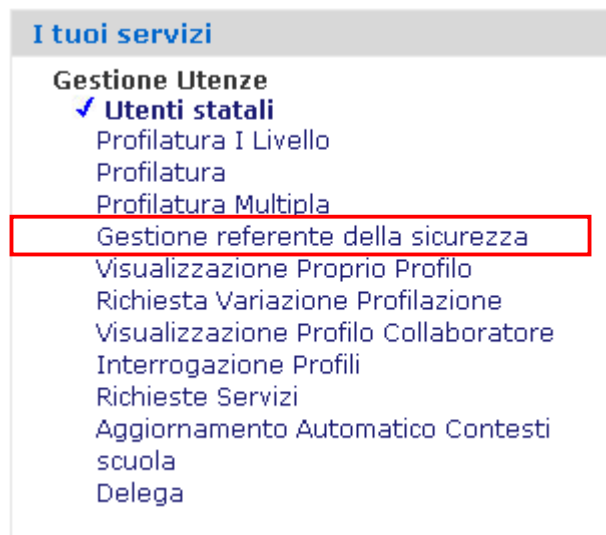 I tuoi servizi
Gestione Utenze
Utenti statali
Profilatura I Livello
Profilatura
Profilatura Multipla
Gestione referente della sicurezza
Visualizzazione Proprio Profilo
Richiesta Variazione Profilazione
Visualizzazione Profilo Collaboratore
Interrogazione Profili
Richieste Servizi
Aggiornamento Automatico Contesti
scuola
Delega